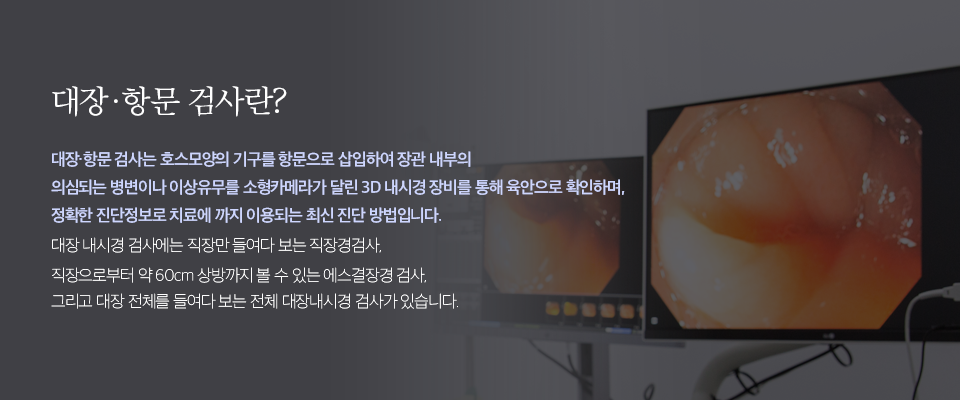 대장·항문 검사란?
대장·항문 검사는 호스모양의 기구를 항문으로 삽입하여 장관 내부의
의심되는 병변이나 이상유무를 소형카메라가 달린 3D 내시경 장비를 통해 육안으로 확인하며,
정확한 진단정보로 치료에 까지 이용되는 최신 진단 방법입니다.
대장 내시경 검사에는 직장만 들여다 보는 직장경검사,
직장으로부터 약 60cm 상방까지 볼 수 있는 에스결장경 검사,
그리고 대장 전체를 들여다 보는 전체 대장내시경 검사가 있습니다.